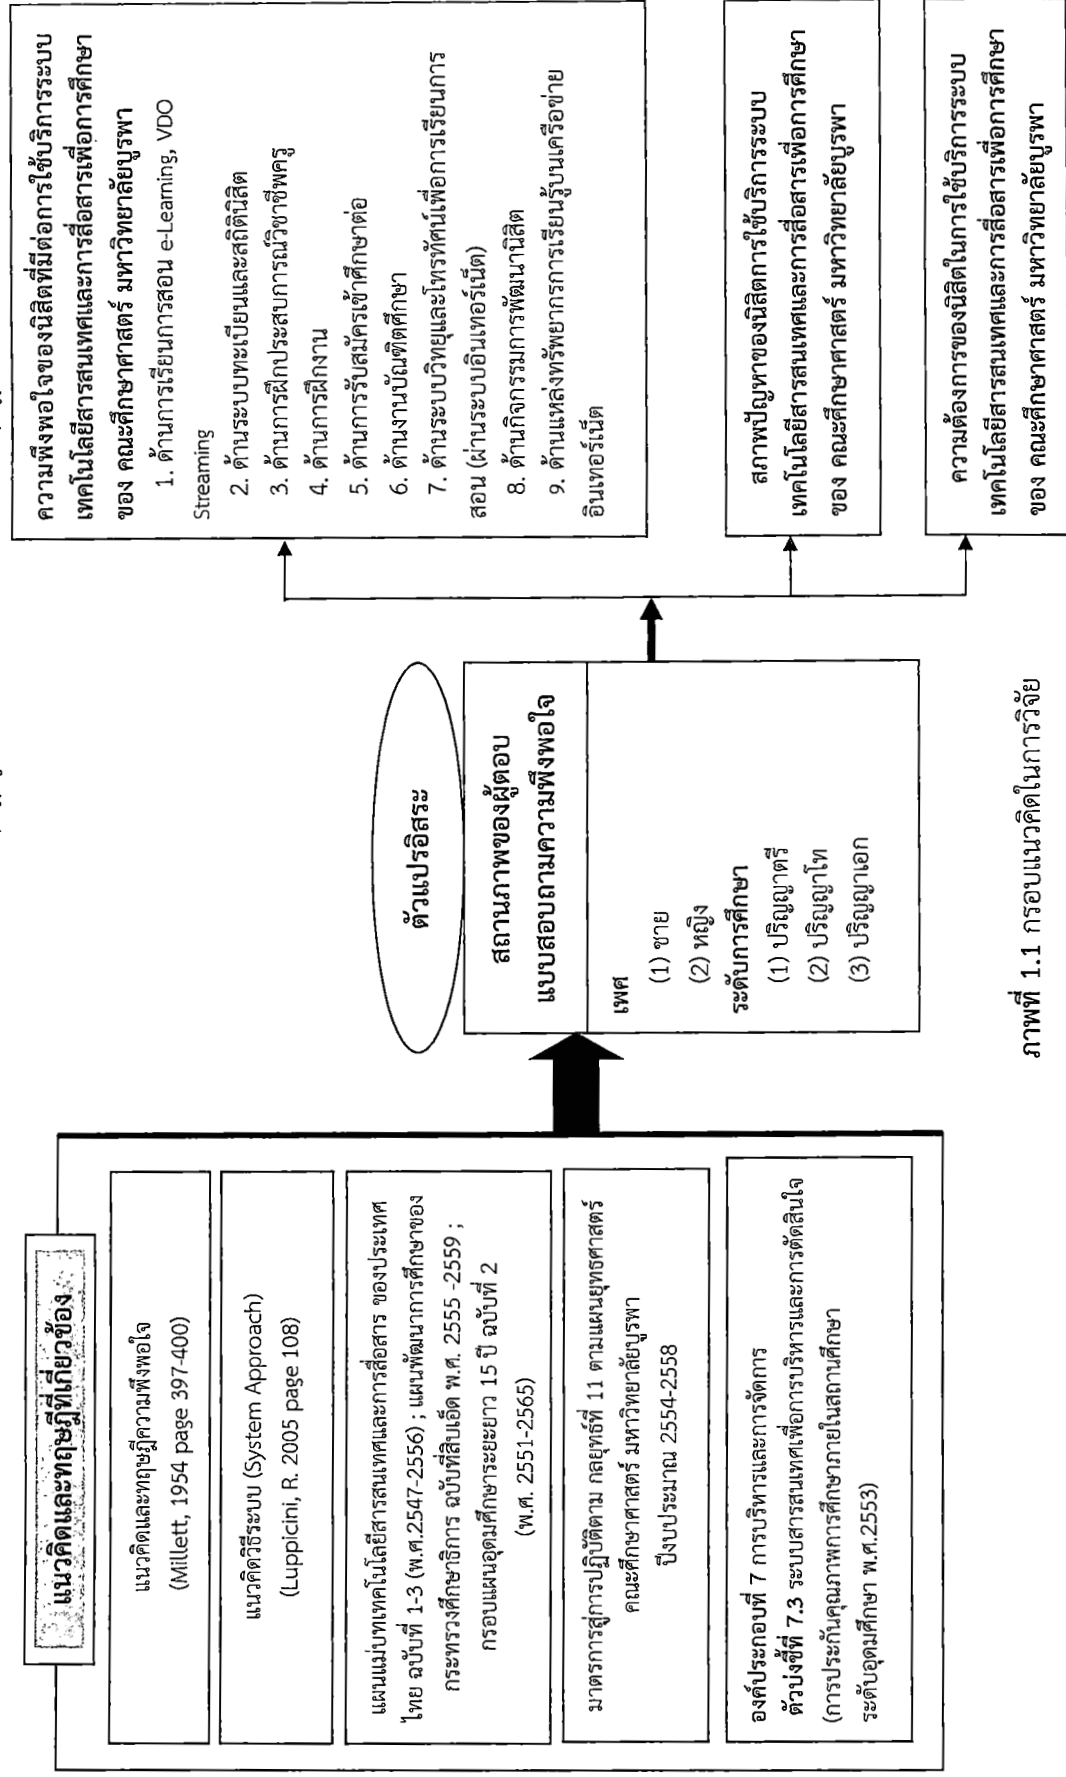 แนวคิดและทฤษฎีที่เกี่ยวข้อง
แนวคิดและทฤษฎีความพึงพอใจ
(Millett, 1954 page 397-400)
แนวคิดวิธีระบบ (System Approach)
(Luppicini, R. 2005 page 108)
แผนแม่บทเทคโนโลยีสารสนเทศและการสื่อสาร ของประเทศ
ไทย ฉบับที่ 1-3 (พ.ศ.2547-2556) ; แผนพัฒนาการศึกษาของ
กระทรวงศึกษาธิการ ฉบับที่สิบเอ็ด พ.ศ. 2555 -2559 ;
กรอบแผนอุดมศึกษาระยะยาว 15 ปี ฉบับที่ 2
(พ.ศ. 2551-2565)
มาตรการสู่การปฏิบัติตาม กลยุทธ์ที่ 11 ตามแผนยุทธศาสตร์
คณะศึกษาศาสตร์ มหาวิทยาลัยบูรพา
ปีงบประมาณ 2554-2558
องค์ประกอบที่ 7 การบริหารและการจัดการ
ตัวบ่งชี้ที่ 7.3 ระบบสารสนเทศเพื่อการบริหารและการตัดสินใจ
(การประกันคุณภาพการศึกษาภายในสถานศึกษา
ระดับอุดมศึกษา พ.ศ.2553)
ตัวแปรอิสระ
สถานภาพของผู้ตอบ
แบบสอบถามความพึงพอใจ
เพศ
(1) ชาย
(2) หญิง
ระดับการศึกษา
(1) ปริญญาตรี
(2) ปริญญาโท
(3) ปริญญาเอก
ความพึงพอใจของนิสิตที่มีต่อการใช้บริการระบบ
เทคโนโลยีสารสนเทศและการสื่อสารเพื่อการศึกษา
ของ คณะศึกษาศาสตร์ มหาวิทยาลัยบูรพา
1. ด้านการเรียนการสอน e-Learning, VDO
Streaming
2. ด้านระบบทะเบียนและสถิตินิสิต
3. ด้านการฝึกประสบการณ์วิชาชีพครู
4. ด้านการฝึกงาน
5. ด้านการรับสมัครเข้าศึกษาต่อ
6. ด้านงานบัณฑิตศึกษา
7. ด้านระบบวิทยุและโทรทัศน์เพื่อการเรียนการ
สอน (ผ่านระบบอินเทอร์เน็ต)
8. ด้านกิจกรรมการพัฒนานิสิต
9. ด้านแหล่งทรัพยากรการเรียนรู้บนเครือข่าย
อินเทอร์เน็ต
สภาพปัญหาของนิสิตการใช้บริการระบบ
เทคโนโลยีสารสนเทศและการสื่อสารเพื่อการศึกษา
ของ คณะศึกษาศาสตร์ มหาวิทยาลัยบูรพา
ความต้องการของนิสิตในการใช้บริการระบบ
เทคโนโลยีสารสนเทศและการสื่อสารเพื่อการศึกษา
ของ คณะศึกษาศาสตร์ มหาวิทยาลัยบูรพา
ภาพที่ 1.1 กรอบแนวคิดในการวิจัย